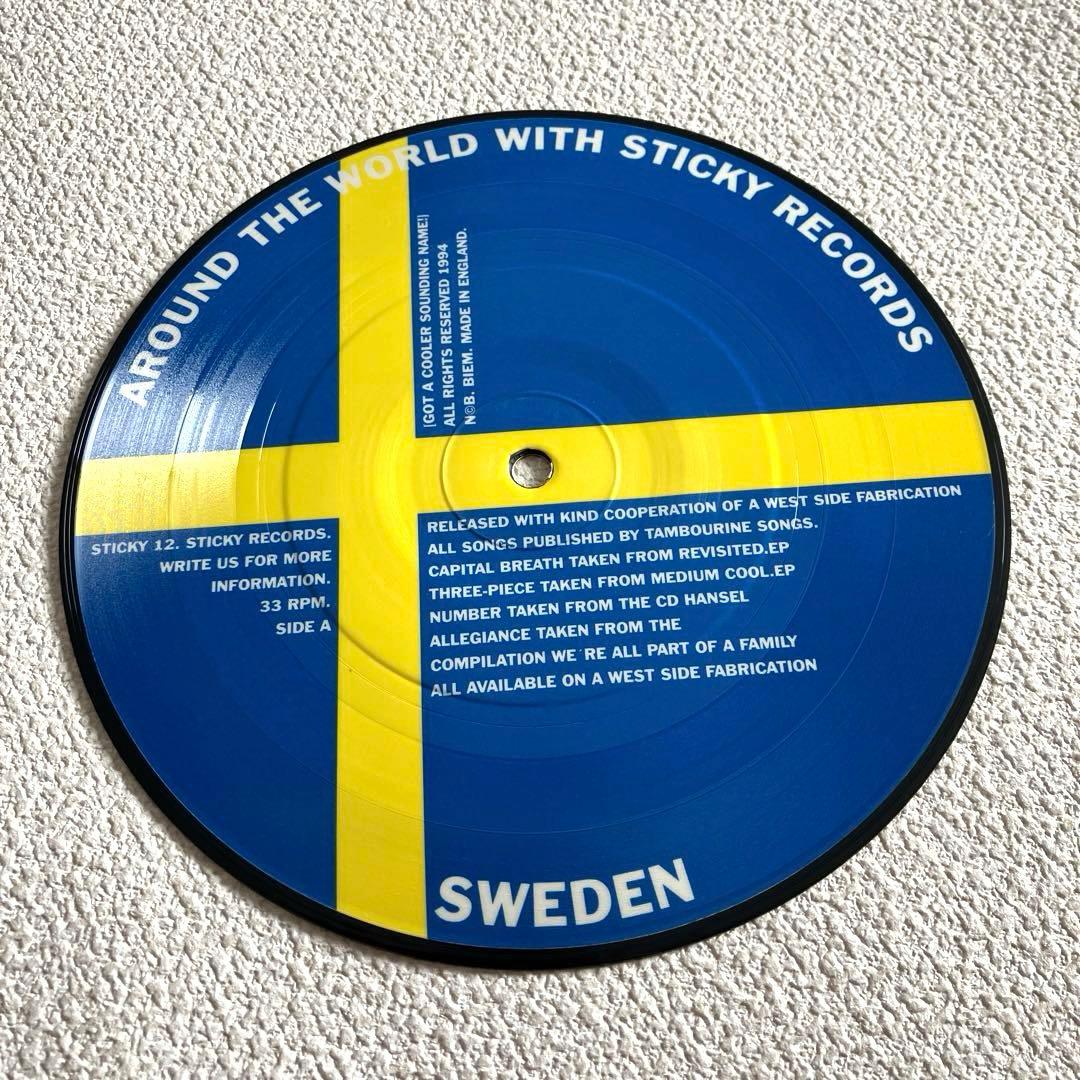 AROUND THE WORLD WITH STICKY RECORDS
[GOT A COOLER SOUNDING NAME!]
ALL RIGHTS RESERVED 1994
N©B. BIEM. MADE IN ENGLAND.
STICKY 12. STICKY RECORDS.
WRITE US FOR MORE
INFORMATION.
33 RPM.
SIDE A
RELEASED WITH KIND COOPERATION OF A WEST SIDE FABRICATION
ALL SONGS PUBLISHED BY TAMBOURINE SONGS.
CAPITAL BREATH TAKEN FROM REVISITED.EP
THREE-PIECE TAKEN FROM MEDIUM COOL.EP
NUMBER TAKEN FROM THE CD HANSEL
ALLEGIANCE TAKEN FROM THE
COMPILATION WE´RE ALL PART OF A FAMILY
ALL AVAILABLE ON A WEST SIDE FABRICATION
SWEDEN